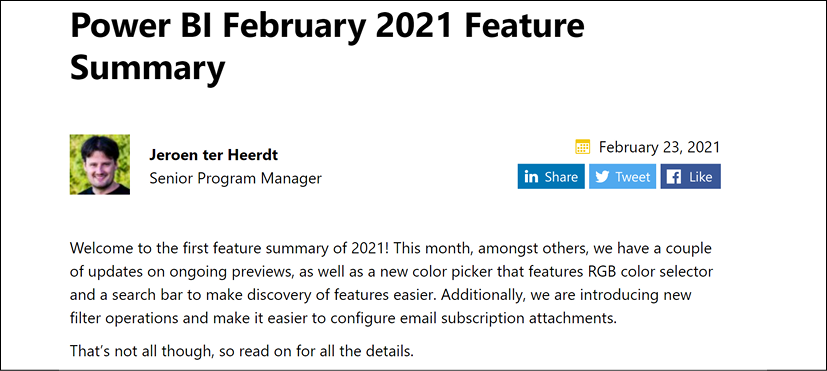 Power BI February 2021 Feature
Summary
Jeroen ter Heerdt
Senior Program Manager
February 23, 2021
Share Tweet Like
Welcome to the first feature summary of 2021! This month, amongst others, we have a couple
of updates on ongoing previews, as well as a new color picker that features RGB color selector
and a search bar to make discovery of features easier. Additionally, we are introducing new
filter operations and make it easier to configure email subscription attachments.
That's not all though, so read on for all the details.